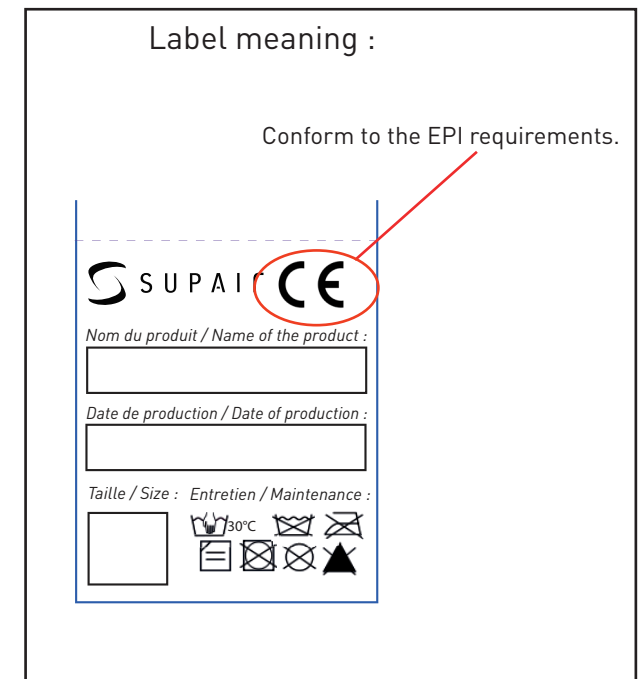 Label meaning :
Conform to the EPI requirements.
SUPAIR CE
Nom du produit / Name of the product :
Date de production / Date of production :
Taille / Size : Entretien / Maintenance :
30°C